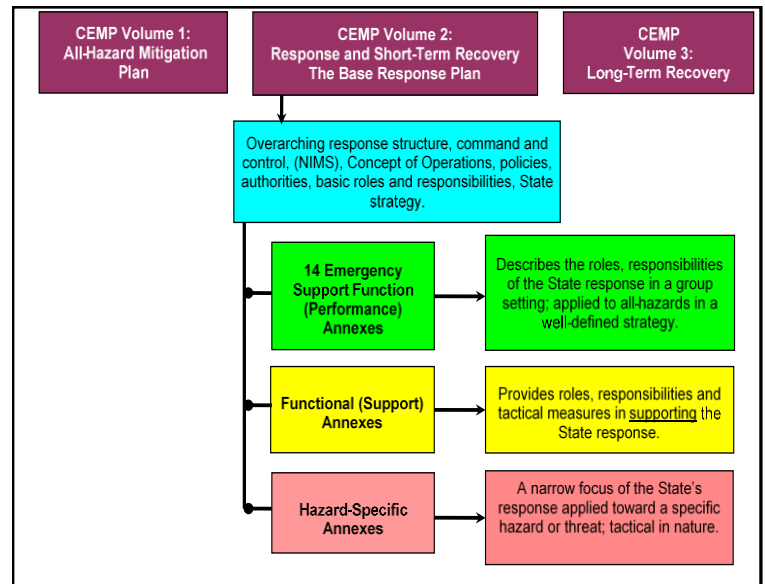 CEMP Volume 1:
All-Hazard Mitigation
Plan
CEMP Volume 2:
Response and Short-Term Recovery
The Base Response Plan
CEMP
Volume 3:
Long-Term Recovery
Overarching response structure, command and
control, (NIMS), Concept of Operations, policies,
authorities, basic roles and responsibilities, State
strategy.
14 Emergency
Support Function
(Performance)
Annexes
Describes the roles, responsibilities
of the State response in a group
setting; applied to all-hazards in a
well-defined strategy.
Functional (Support)
Annexes
Provides roles, responsibilities and
tactical measures in supporting the
State response.
Hazard-Specific
Annexes
A narrow focus of the State’s
response applied toward a specific
hazard or threat; tactical in nature.